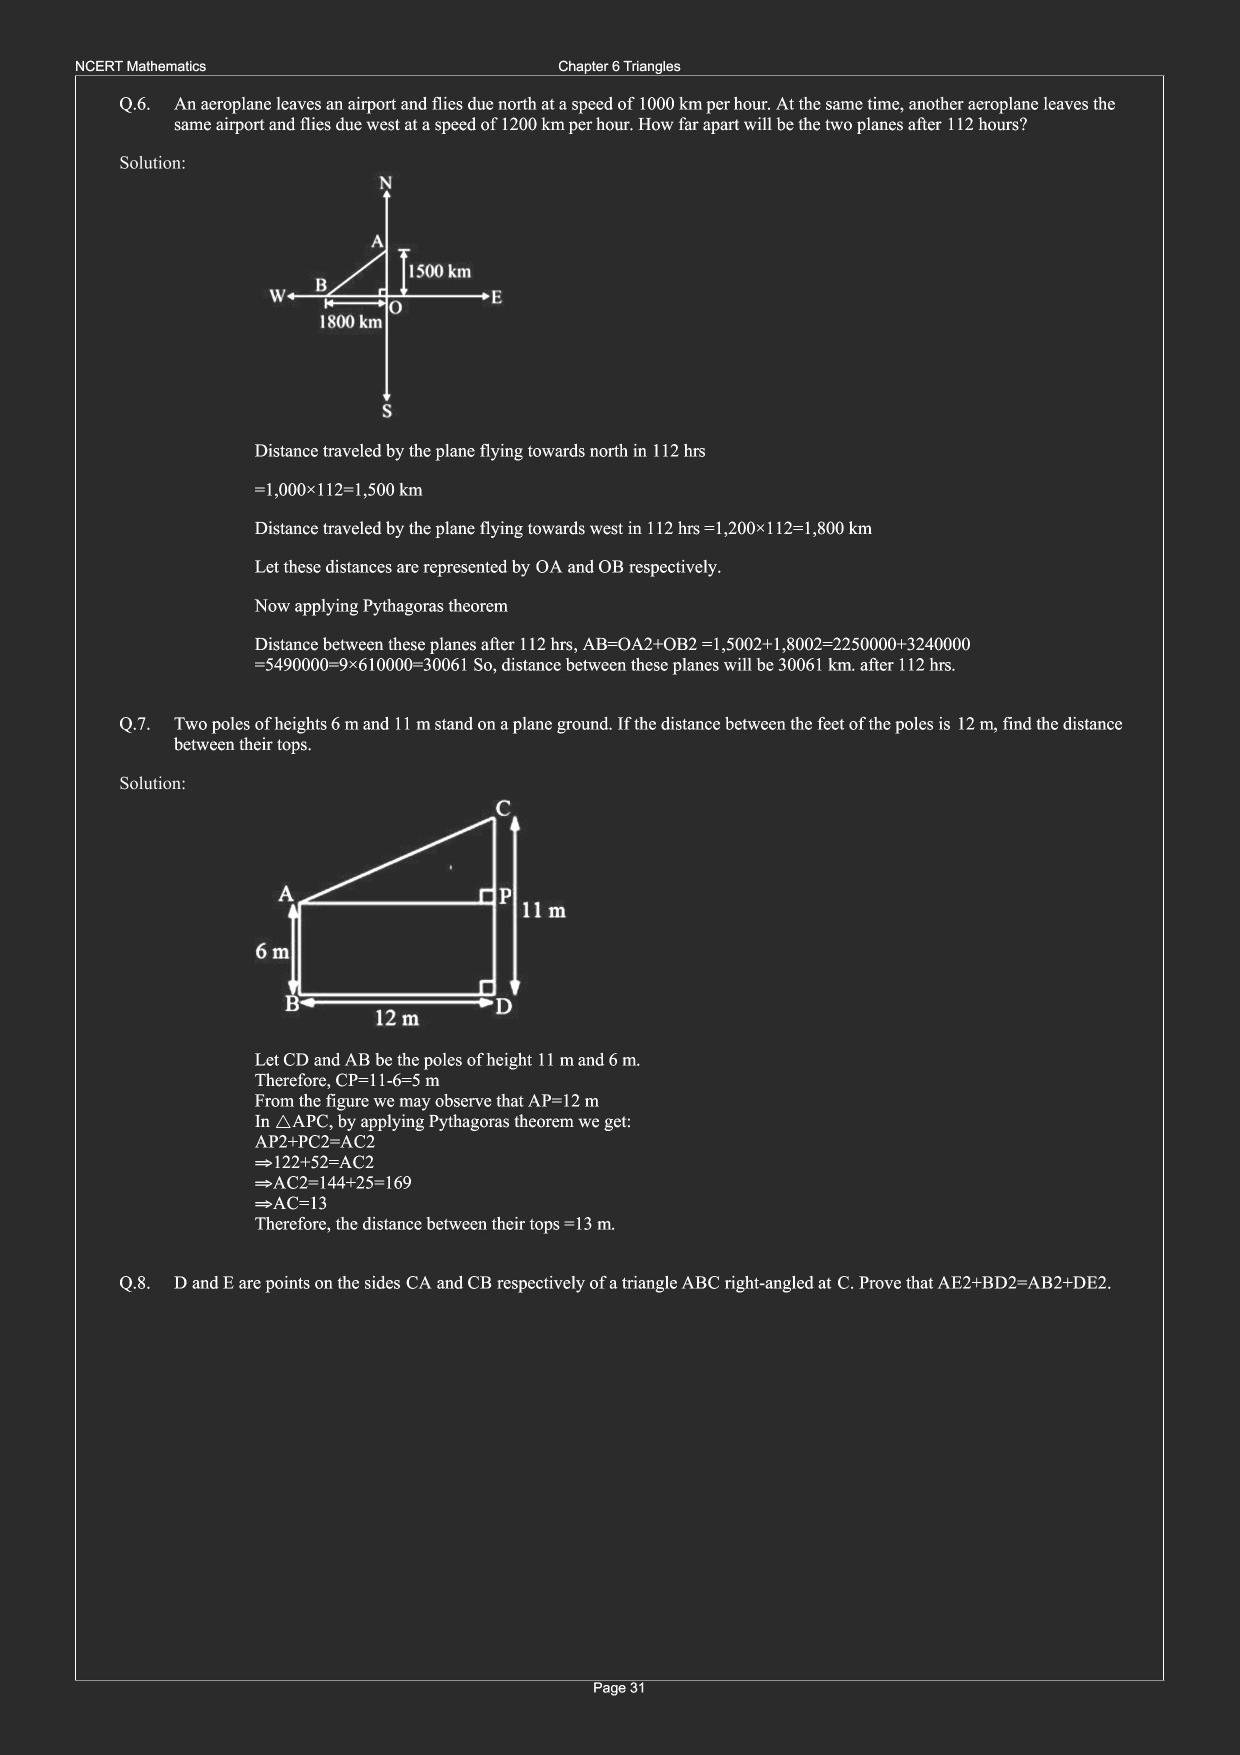 NCERT Mathematics
Chapter 6 Triangles
Q.6. An aeroplane leaves an airport and flies due north at a speed of 1000 km per hour. At the same time, another aeroplane leaves the
same airport and flies due west at a speed of 1200 km per hour. How far apart will be the two planes after 112 hours?
Solution:
N
A
1500 km
B
W
E
O
1800 km
S
Distance traveled by the plane flying towards north in 112 hrs
=1,000×112=1,500 km
Distance traveled by the plane flying towards west in 112 hrs =1,200×112=1,800 km
Let these distances are represented by OA and OB respectively.
Now applying Pythagoras theorem
Distance between these planes after 112 hrs, AB=OA2+OB2 =1,5002+1,8002=2250000+3240000
=5490000=9×610000=30061 So, distance between these planes will be 30061 km. after 112 hrs.
Q.7. Two poles of heights 6 m and 11 m stand on a plane ground. If the distance between the feet of the poles is 12 m, find the distance
between their tops.
Solution:
C
A
P
11 m
6 m
B
D
12 m
Let CD and AB be the poles of height 11 m and 6 m.
Therefore, CP=11-6=5 m
From the figure we may observe that AP=12 m
In △APC, by applying Pythagoras theorem we get:
AP2+PC2=AC2
⇒122+52=AC2
⇒AC2=144+25=169
⇒AC=13
Therefore, the distance between their tops =13 m.
Q.8. D and E are points on the sides CA and CB respectively of a triangle ABC right-angled at C. Prove that AE2+BD2=AB2+DE2.
Page 31